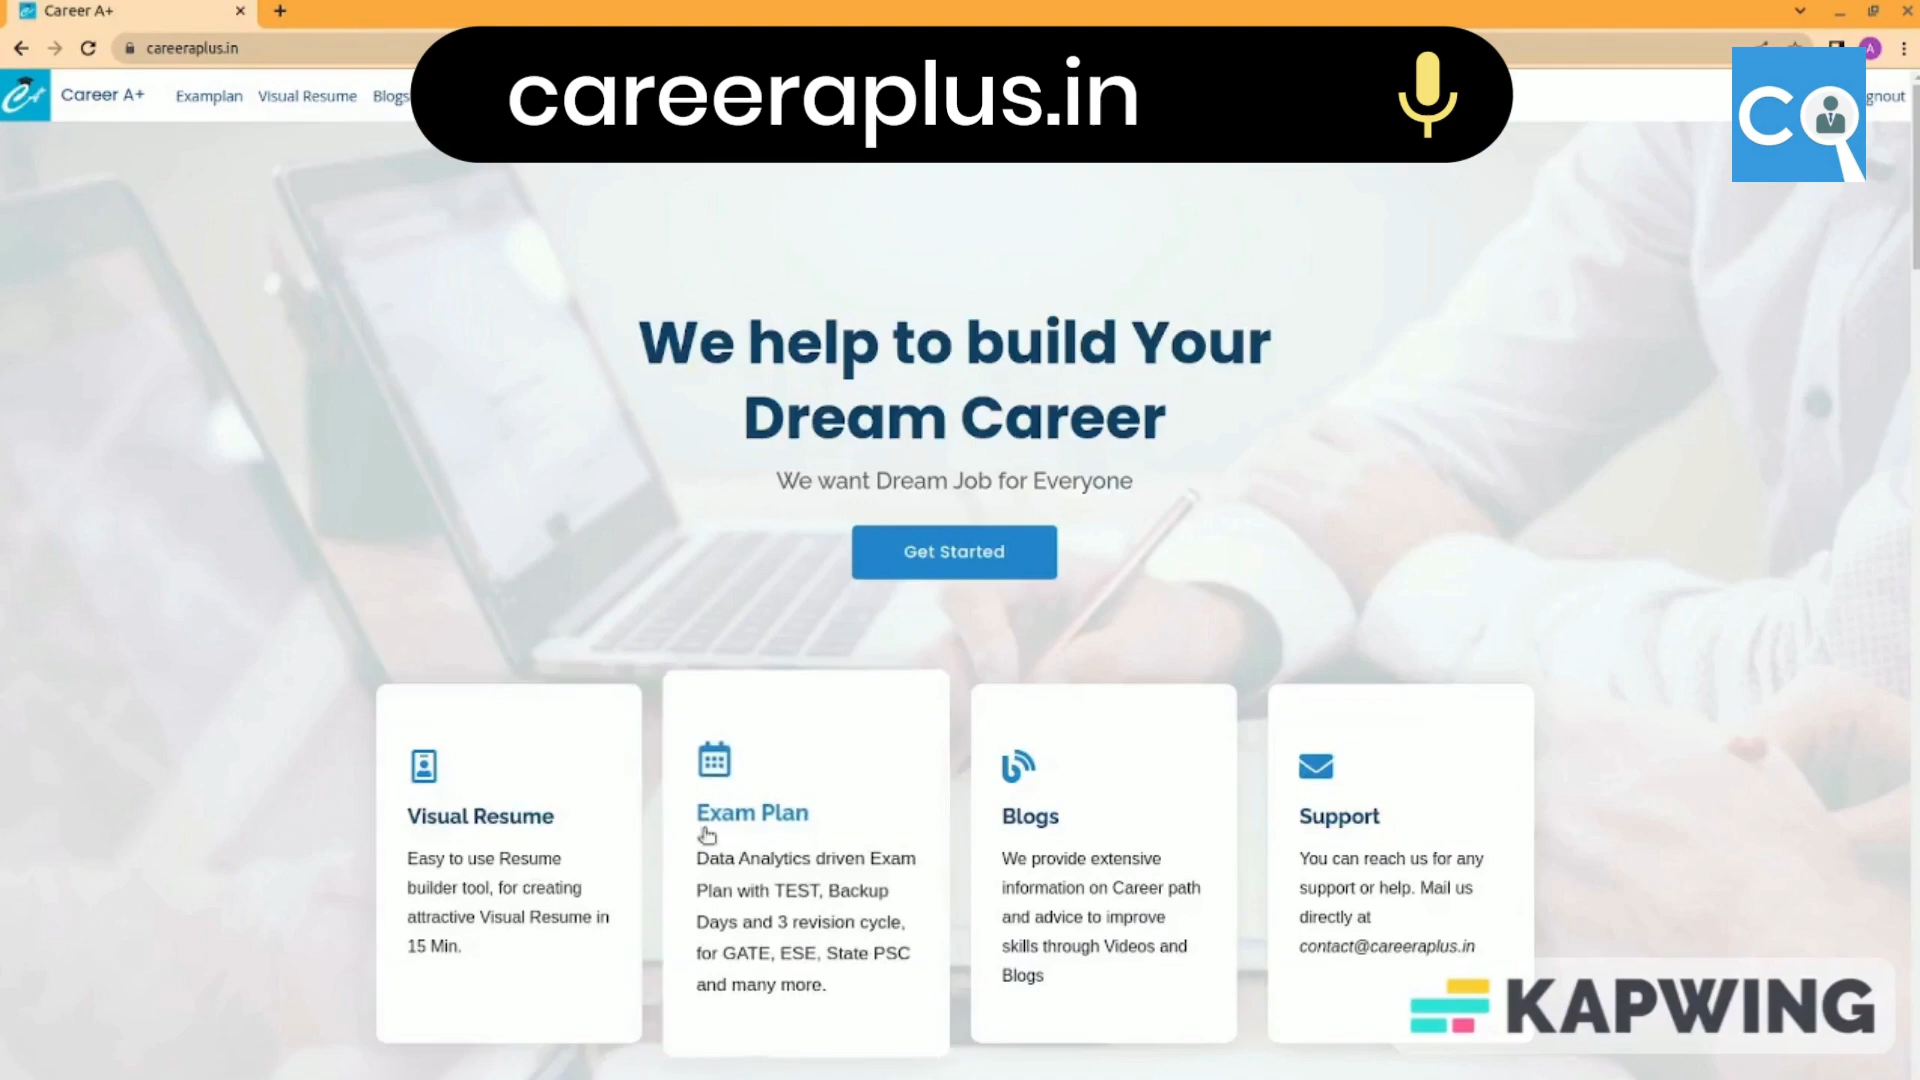 Career A+
careeraplus.in
careeraplus.in
A
Career A+
Examplan
Visual Resume
Blogs
CQ
We help to build Your
Dream Career
We want Dream Job for Everyone
Get Started
Visual Resume
Easy to use Resume
builder tool, for creating
attractive Visual Resume in
15 Min.
Exam Plan
Data Analytics driven Exam
Plan with TEST, Backup
Days and 3 revision cycle,
for GATE, ESE, State PSC
and many more.
Blogs
We provide extensive
information on Career path
and advice to improve
skills through Videos and
Blogs
Support
You can reach us for any
support or help. Mail us
directly at
contact@careeraplus.in
KAPWING